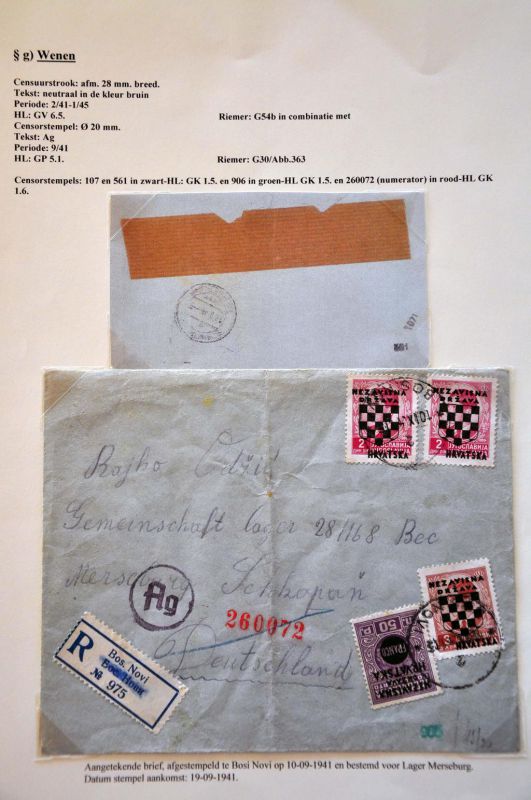 § g) Wenen
Censuurstrook: afm. 28 mm. breed.
Tekst: neutraal in de kleur bruin
Periode: 2/41-1/45
HL: GV 6.5. Riemer: G54b in combinatie met
Censorstempel: Ø 20 mm.
Tekst: Ag
Periode: 9/41
HL: GP 5.1. Riemer: G30/Abb.363
Censorstempels: 107 en 561 in zwart-HL: GK 1.5. en 906 in groen-HL GK 1.5. en 260072 (numerator) in rood-HL GK
1.6.
NEZAVISNA DRŽAVA HRVATSKA
NEZAVISNA DRŽAVA HRVATSKA
Rajko
Gemeinschaft lager 28/168 Bec
Merseburg Schkopau
Ag
260072
Deutschland
NEZAVISNA DRŽAVA
50
R
Bos. Novi
№ 975
Aangetekende brief, afgestempeld te Bosi Novi op 10-09-1941 en bestemd voor Lager Merseburg.
Datum stempel aankomst: 19-09-1941.